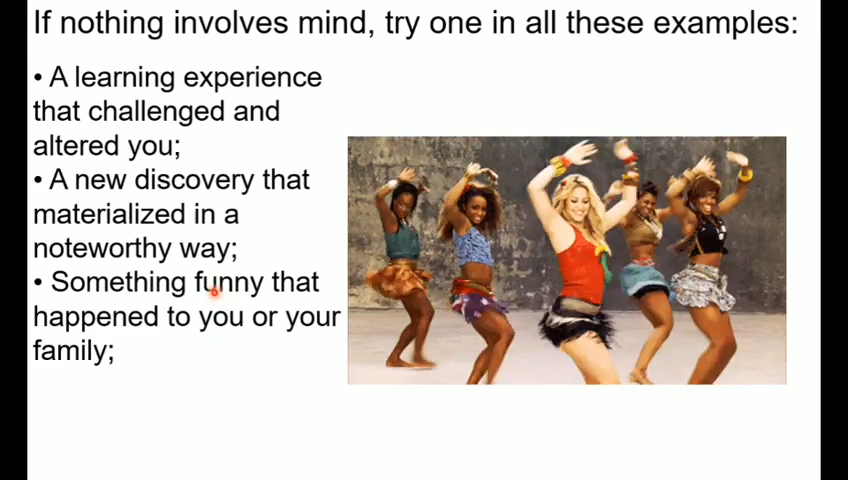 If nothing involves mind, try one in all these examples:
• A learning experience
that challenged and
altered you;
• A new discovery that
materialized in a
noteworthy way;
• Something funny that
happened to you or your
family;